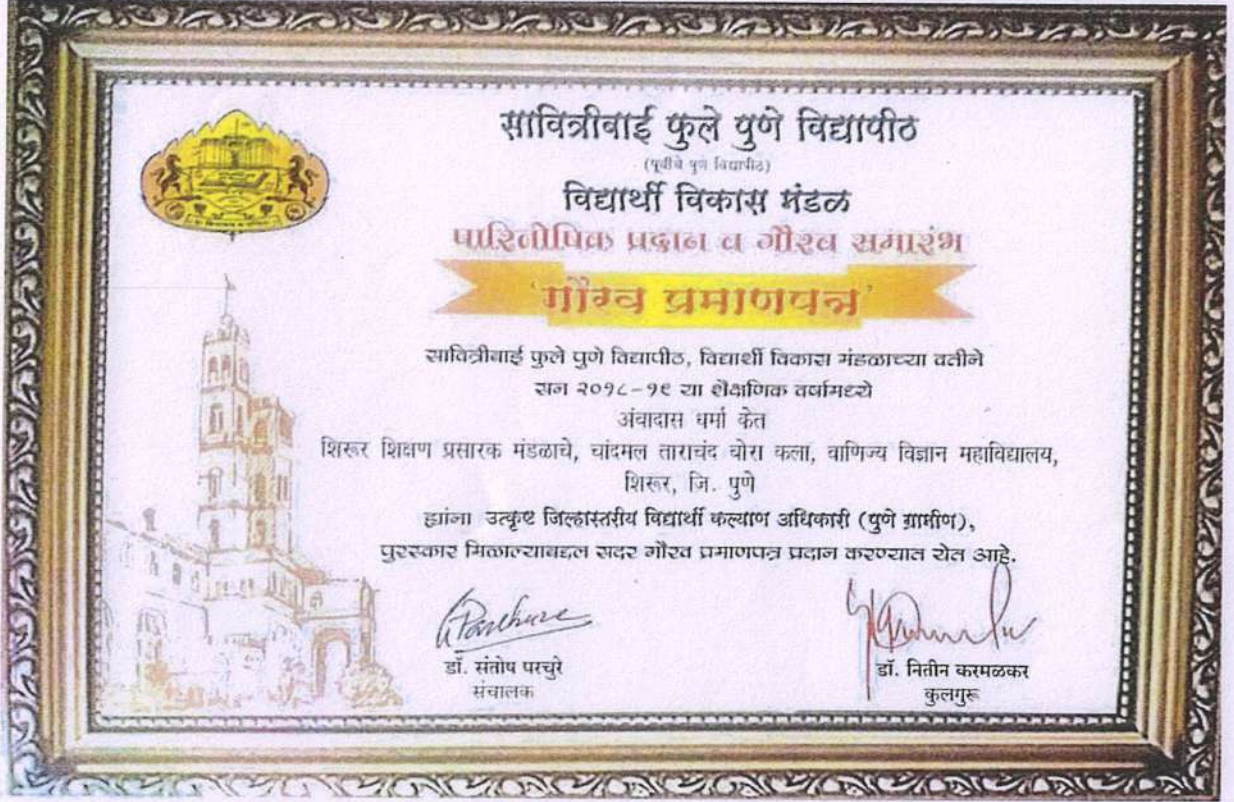 सावित्रीबाई फुले पुणे विद्यापीठ
(पूर्वीचे पुणे विद्यापीठ)
विद्यार्थी विकास मंडळ
पारितोषिक प्रदान व गौरव समारंभ
'गौरव प्रमाणपत्र'
सावित्रीबाई फुले पुणे विद्यापीठ, विद्यार्थी विकास मंडळाच्या वतीने
सन २०१८-१९ या शैक्षणिक वर्षामध्ये
अंबादास धर्मा केत
शिरूर शिक्षण प्रसारक मंडळाचे, चांदमल ताराचंद बोरा कला, वाणिज्य विज्ञान महाविद्यालय,
शिरूर, जि. पुणे
ह्यांना उत्कृष्ट जिल्हास्तरीय विद्यार्थी कल्याण अधिकारी (पुणे ग्रामीण),
पुरस्कार मिळाल्याबद्दल सदर गौरव प्रमाणपत्र प्रदान करण्यात येत आहे.
डॉ. संतोष परचुरे
संचालक
डॉ. नितीन करमळकर
कुलगुरू